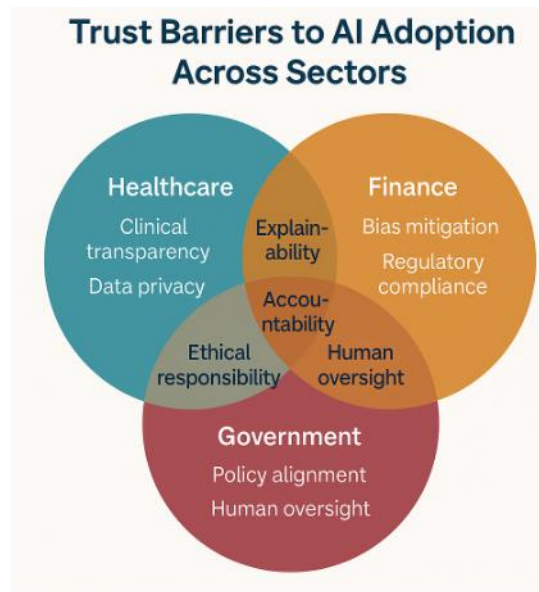 Trust Barriers to AI Adoption
Across Sectors
Healthcare
Clinical
transparency
Data privacy
Explain-
ability
Finance
Bias mitigation
Regulatory
compliance
Accou-
ntability
Ethical
responsibility
Human
oversight
Government
Policy alignment
Human oversight